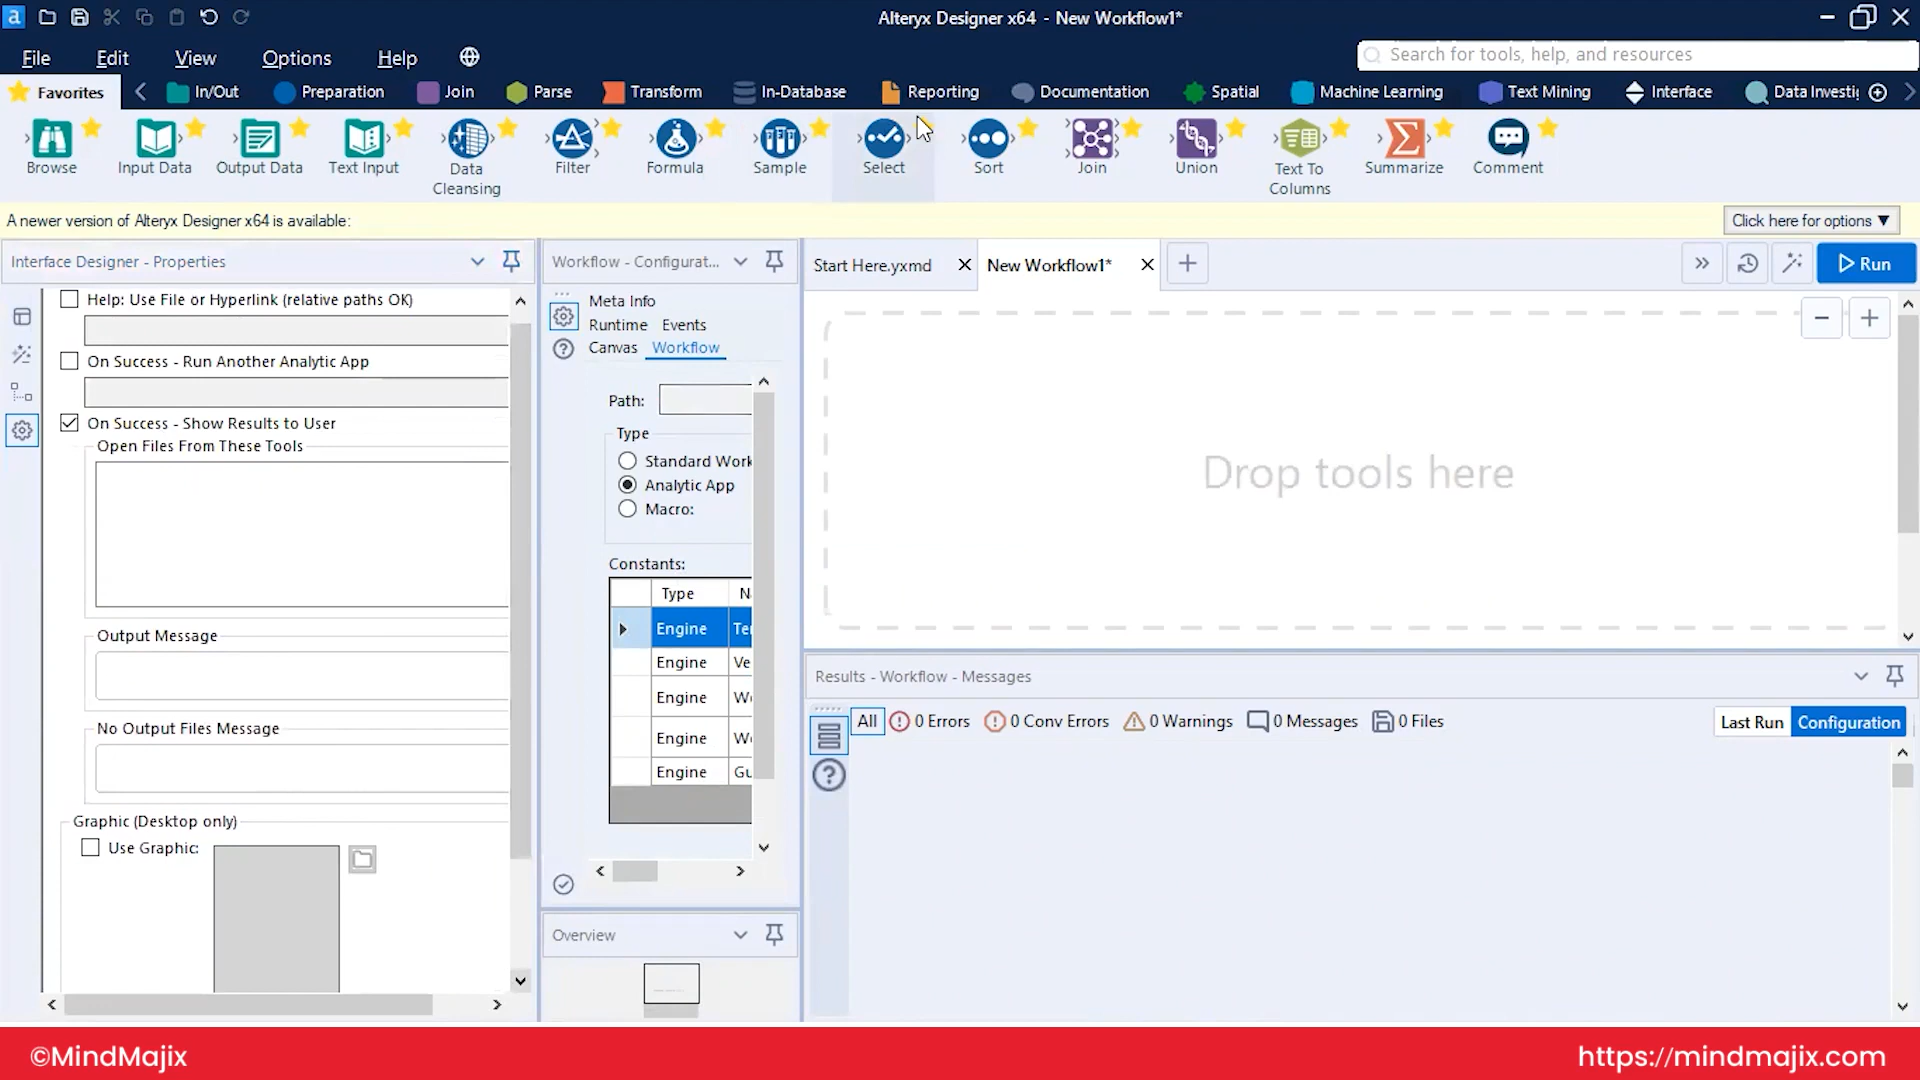 a
Alteryx Designer x64 - New Workflow1*
File Edit View Options Help
Search for tools, help, and resources
Favorites In/Out Preparation Join Parse Transform In-Database Reporting Documentation Spatial Machine Learning Text Mining Interface Data Investi
Browse Input Data Output Data Text Input Data Cleansing Filter Formula Sample Select Sort Join Union Text To Columns Summarize Comment
A newer version of Alteryx Designer x64 is available:
Click here for options ▼
Interface Designer - Properties
Help: Use File or Hyperlink (relative paths OK)
On Success - Run Another Analytic App
On Success - Show Results to User
Open Files From These Tools
Output Message
No Output Files Message
Graphic (Desktop only)
Use Graphic:
Workflow - Configurat...
Meta Info
Runtime Events
Canvas Workflow
Path:
Type
Standard Work
Analytic App
Macro:
Constants:
Type N
Engine Te
Engine Ve
Engine W
Engine W
Engine Gu
Overview
Start Here.yxmd
New Workflow1*
Run
Drop tools here
Results - Workflow - Messages
All 0 Errors 0 Conv Errors 0 Warnings 0 Messages 0 Files
Last Run Configuration
©MindMajix
https://mindmajix.com